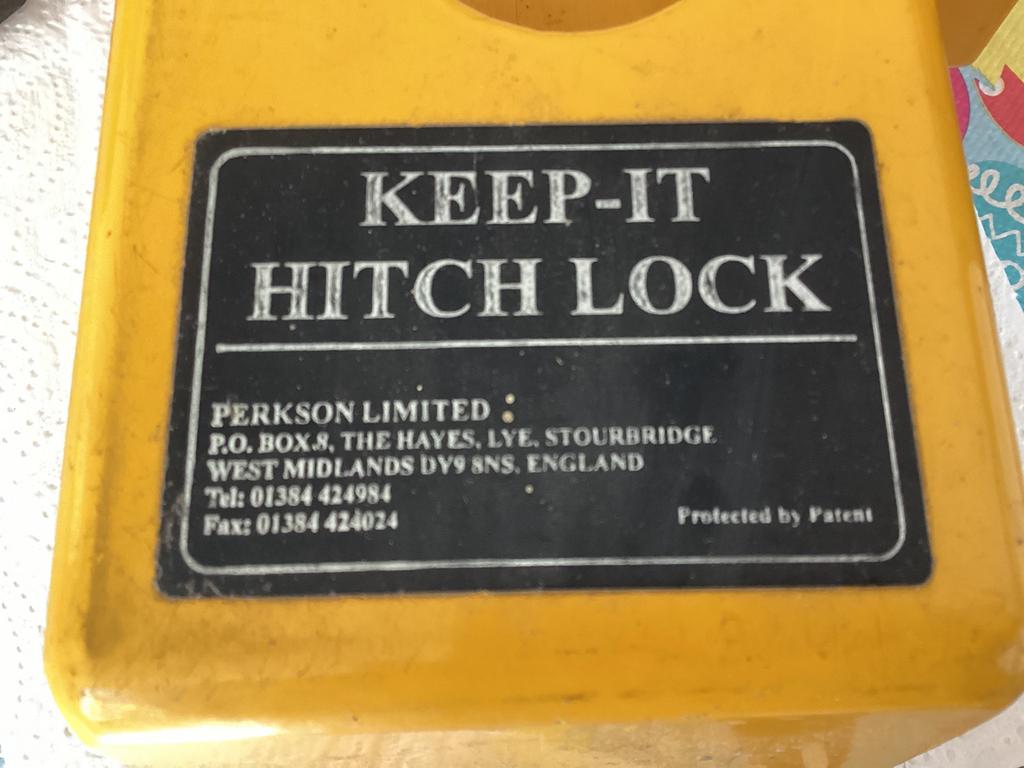 KEEP-IT
HITCH LOCK
PERKSON LIMITED
P.O. BOX.8, THE HAYES, LYE, STOURBRIDGE
WEST MIDLANDS DY9 8NS, ENGLAND
Tel: 01384 424984
Fax: 01384 424024
Protected by Patent